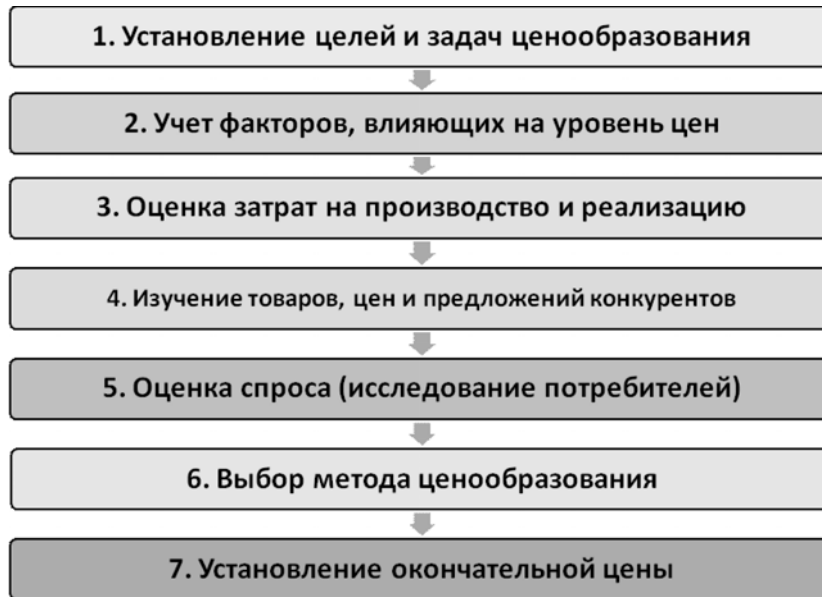 1. Установление целей и задач ценообразования
2. Учет факторов, влияющих на уровень цен
3. Оценка затрат на производство и реализацию
4. Изучение товаров, цен и предложений конкурентов
5. Оценка спроса (исследование потребителей)
6. Выбор метода ценообразования
7. Установление окончательной цены